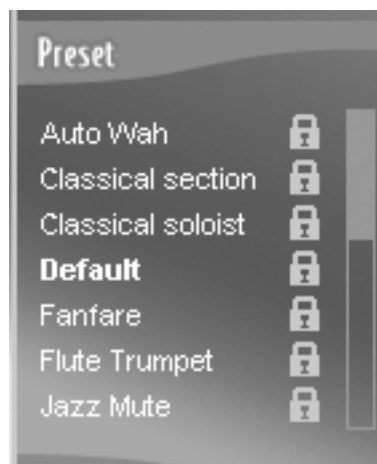 Preset
Auto Wah
Classical section
Classical soloist
Default
Fanfare
Flute Trumpet
Jazz Mute